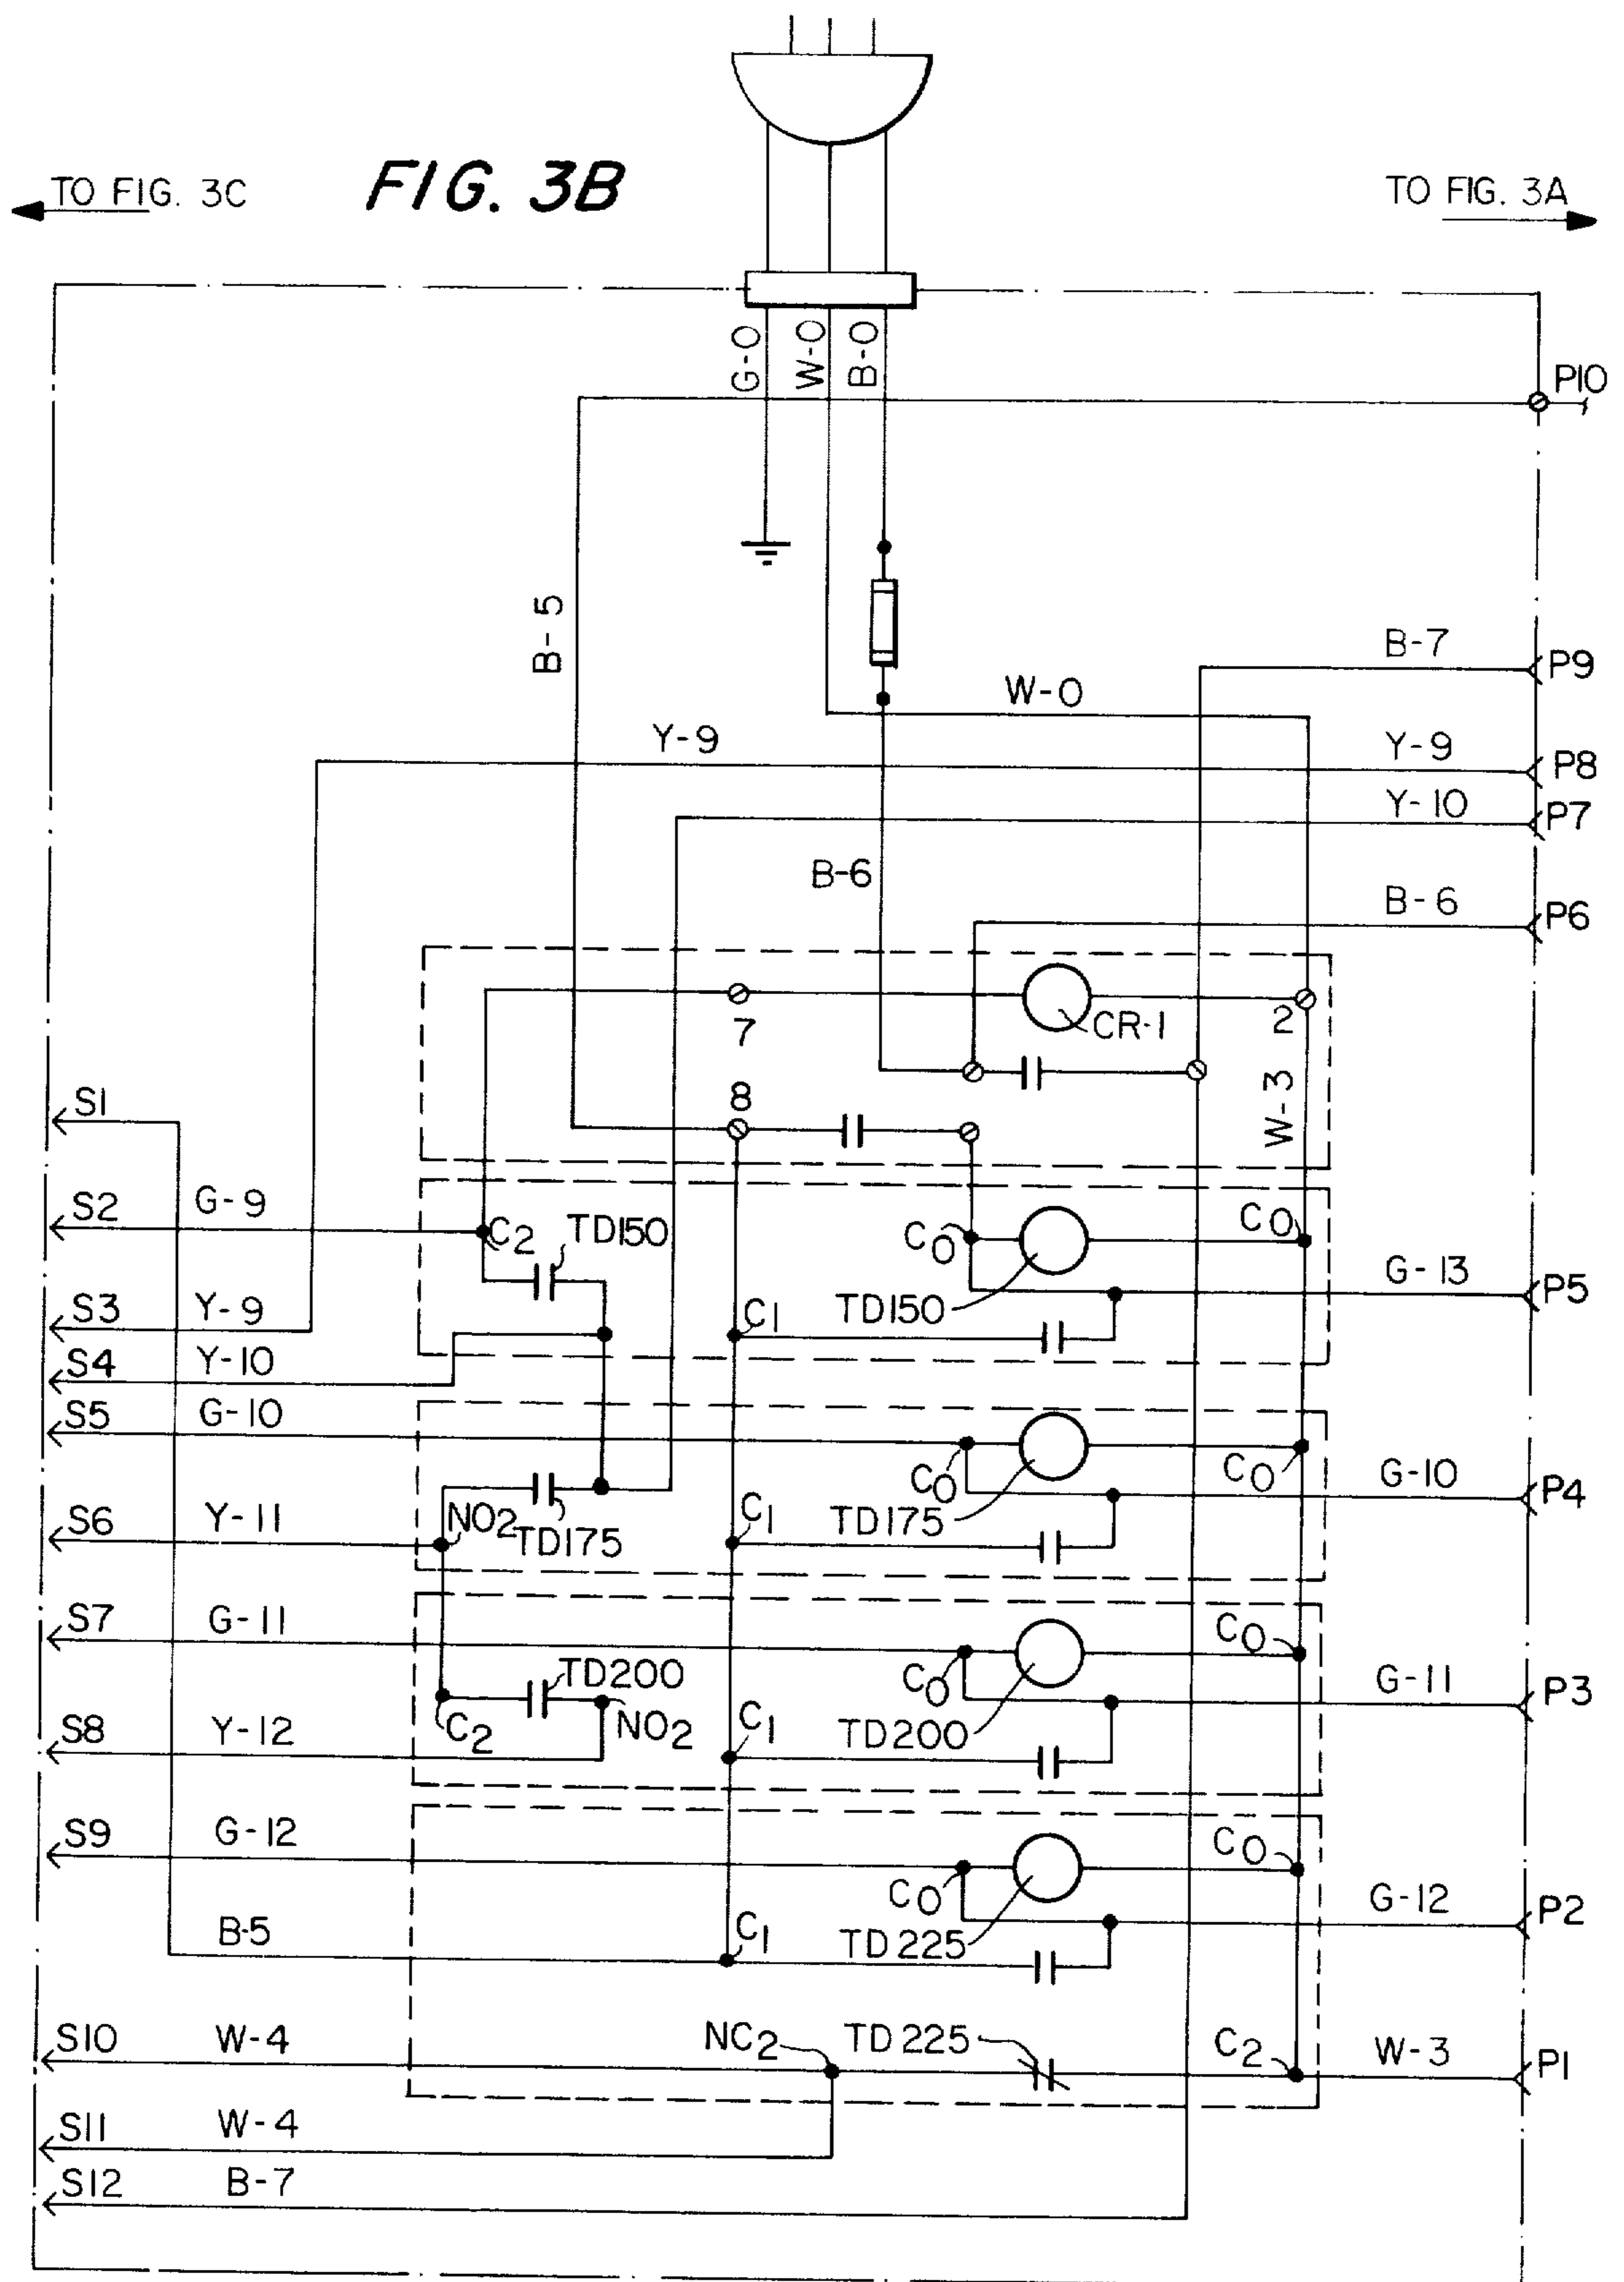 TO FIG. 3C
FIG. 3B
TO FIG. 3A
G-O
W-O
B-O
P10
B-5
B-7
P9
W-O
Y-9
Y-9
P8
Y-10
P7
B-6
B-6
P6
7
CR-1
2
8
W-3
S1
S2
G-9
C2
TD150
CO
CO
G-13
P5
S3
Y-9
C1
TD150
S4
Y-10
S5
G-10
CO
CO
G-10
P4
S6
Y-11
NO2
TD175
C1
TD175
S7
G-11
CO
CO
G-11
P3
TD200
C2
NO2
C1
TD200
S8
Y-12
S9
G-12
CO
CO
G-12
P2
B-5
C1
TD225
S10
W-4
NC2
TD225
C2
W-3
P1
S11
W-4
S12
B-7